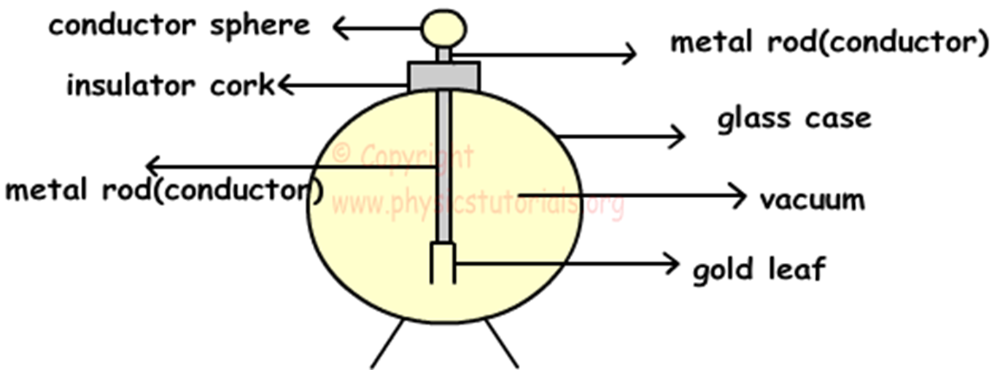 conductor sphere
metal rod(conductor)
insulator cork
glass case
© Copyright
metal rod(conductor)
www.physicstutorials.org
vacuum
gold leaf